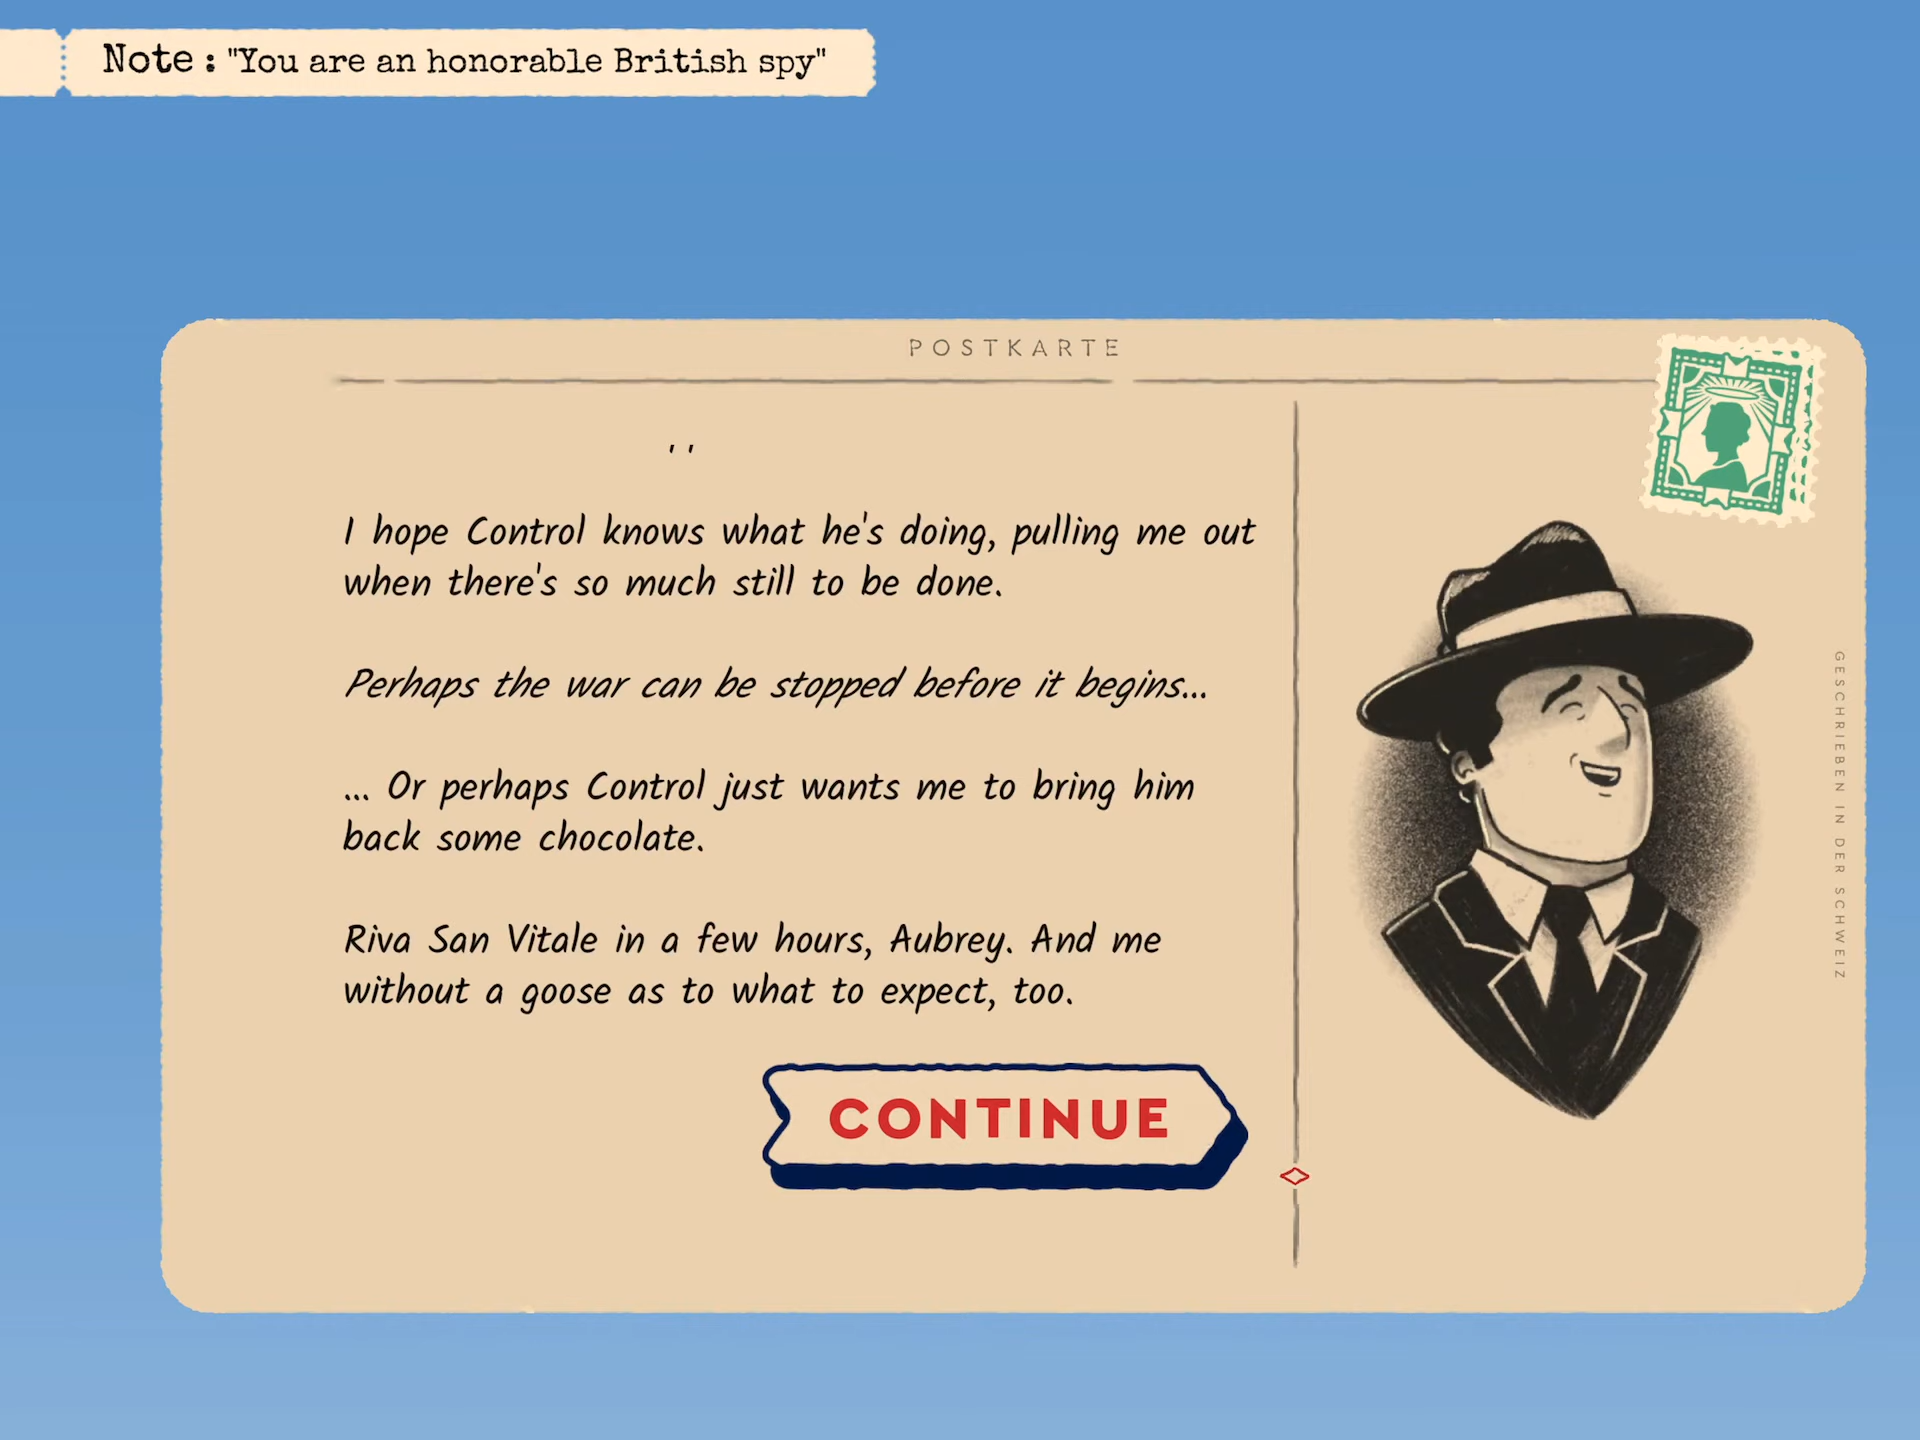 Note : "You are an honorable British spy"
POSTKARTE
' '
I hope Control knows what he's doing, pulling me out
when there's so much still to be done.
Perhaps the war can be stopped before it begins...
... Or perhaps Control just wants me to bring him
back some chocolate.
Riva San Vitale in a few hours, Aubrey. And me
without a goose as to what to expect, too.
CONTINUE
GESCHRIEBEN IN DER SCHWEIZ